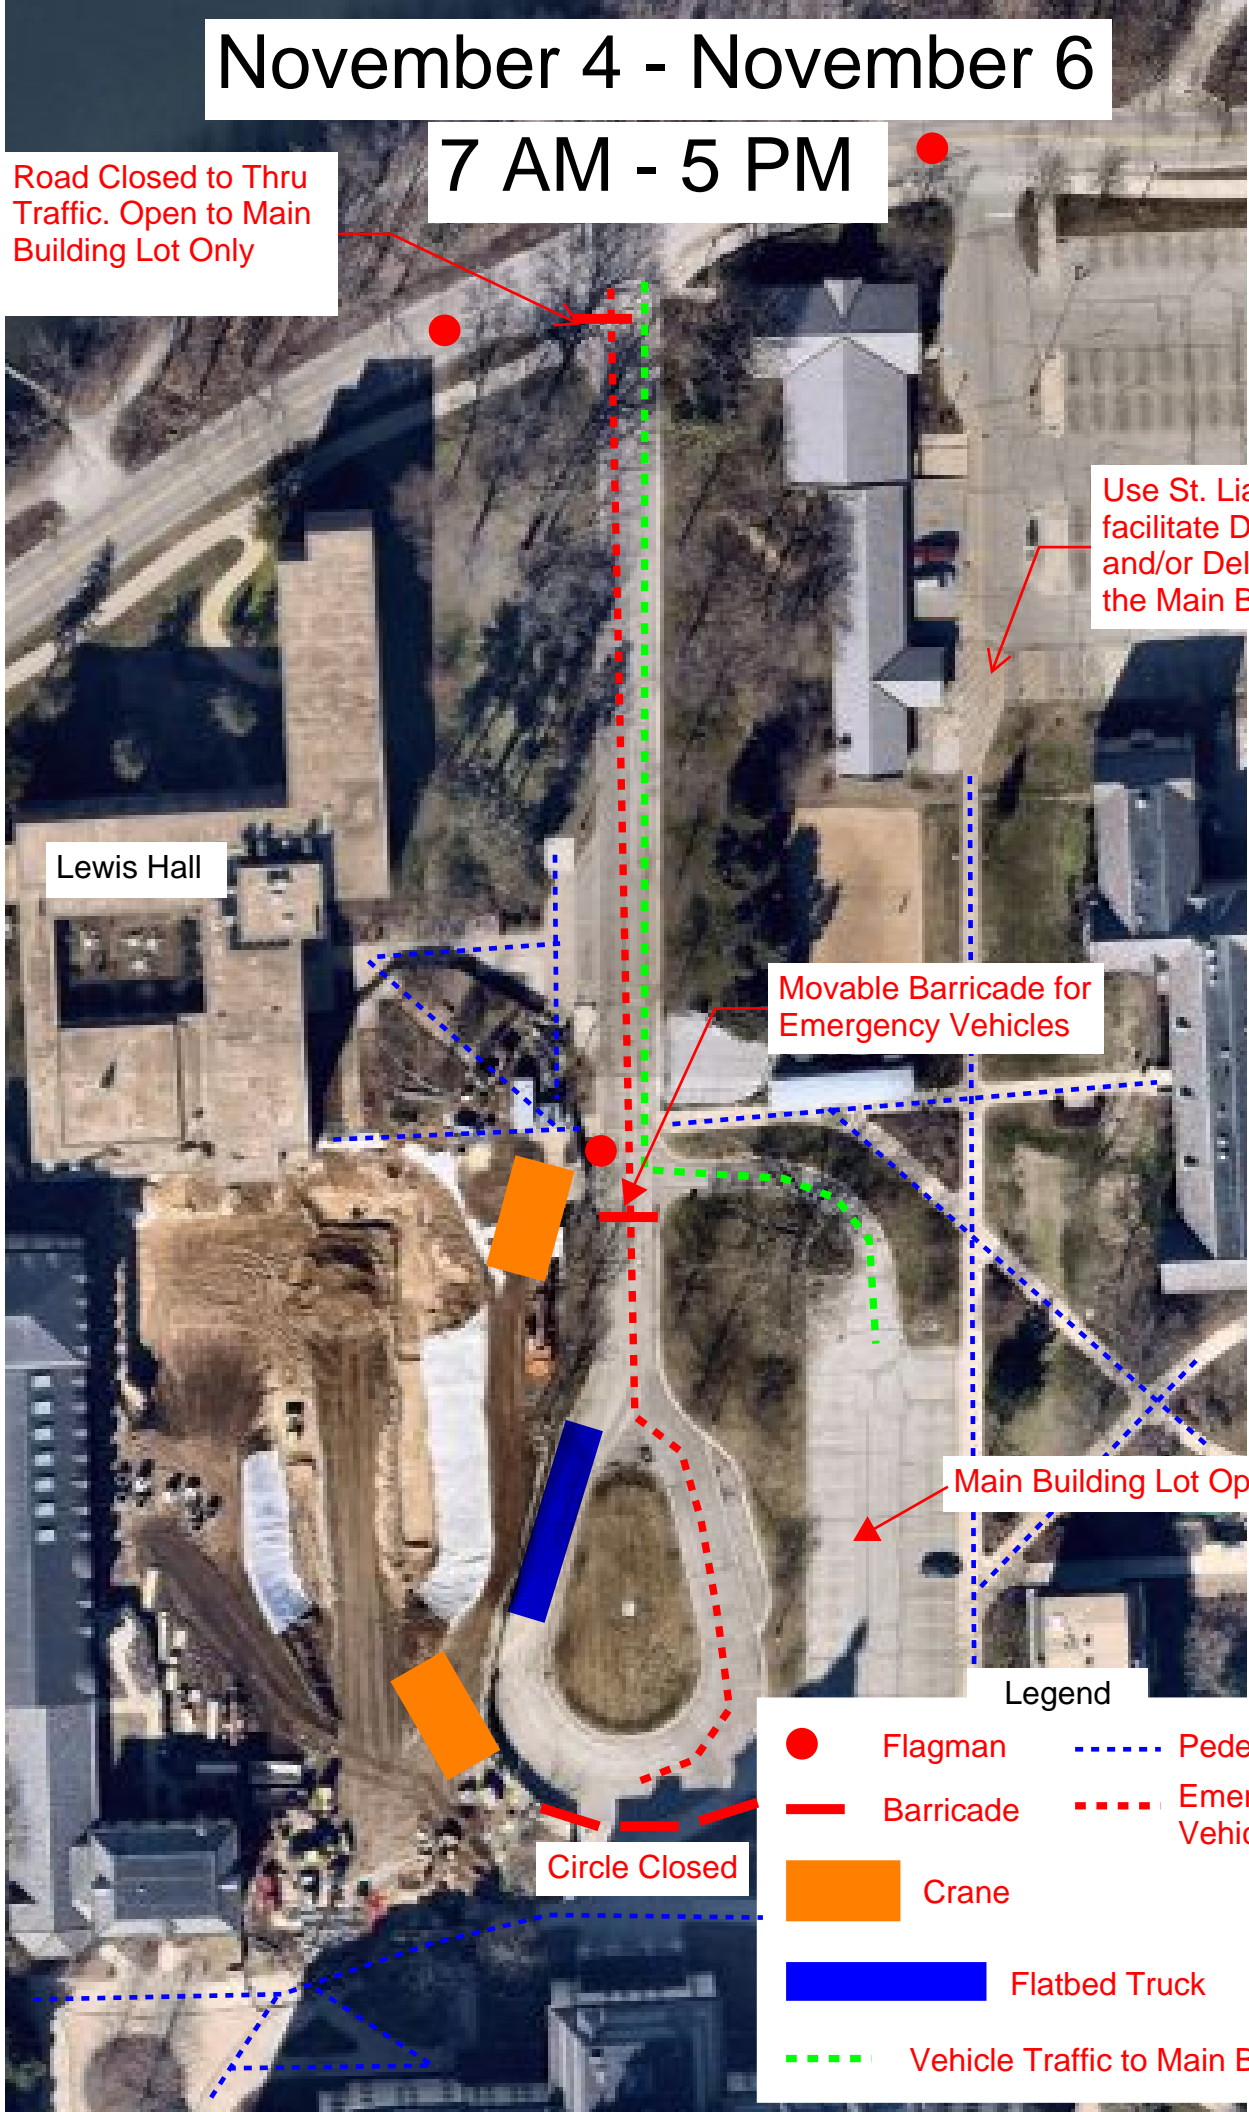 November 4 - November 6
7 AM - 5 PM
Road Closed to Thru
Traffic. Open to Main
Building Lot Only
Use St. Lia
facilitate D
and/or Del
the Main B
Lewis Hall
Movable Barricade for
Emergency Vehicles
Main Building Lot Op
Legend
Flagman
Pede
Barricade
Emer
Vehic
Circle Closed
Crane
Flatbed Truck
Vehicle Traffic to Main B